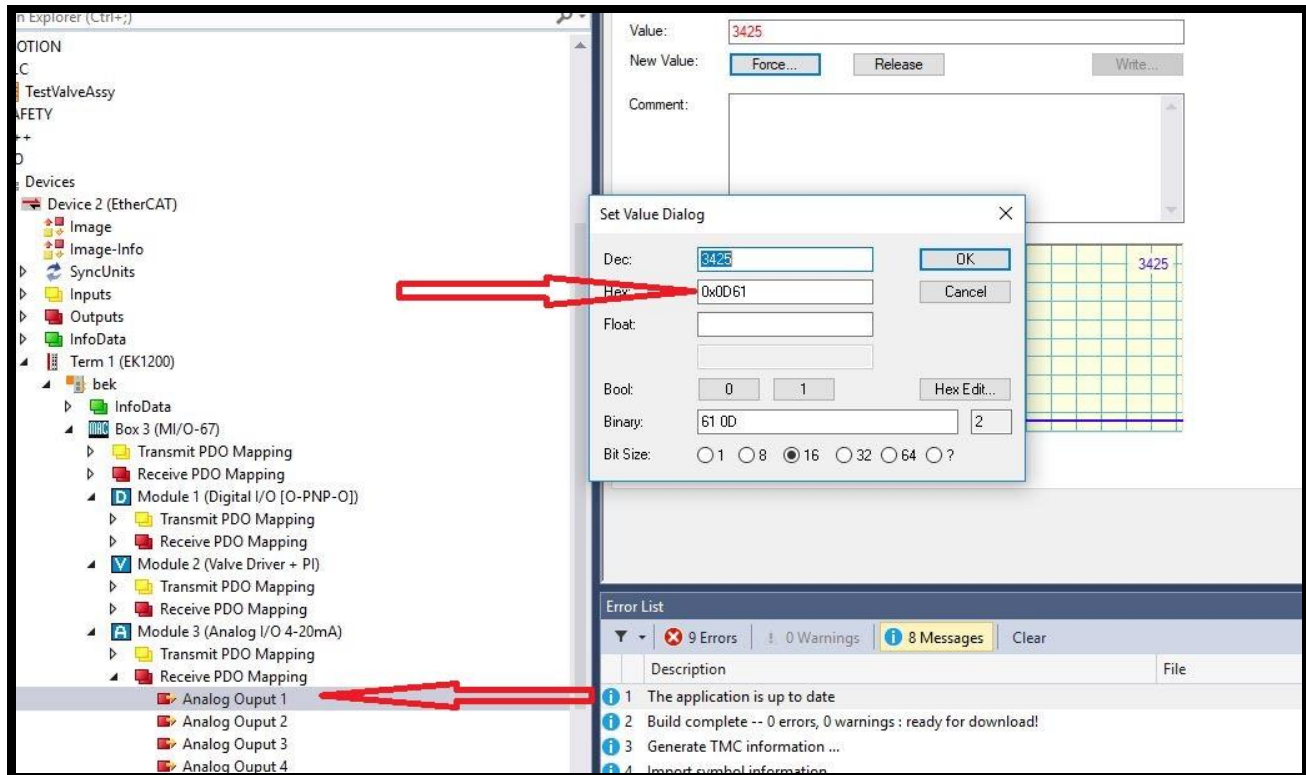 n Explorer (Ctrl+;)
OTION
LC
TestValveAssy
AFETY
++
O
Devices
Device 2 (EtherCAT)
Image
Image-Info
SyncUnits
Inputs
Outputs
InfoData
Term 1 (EK1200)
bek
InfoData
Box 3 (MI/O-67)
Transmit PDO Mapping
Receive PDO Mapping
D Module 1 (Digital I/O [O-PNP-O])
Transmit PDO Mapping
Receive PDO Mapping
V Module 2 (Valve Driver + PI)
Transmit PDO Mapping
Receive PDO Mapping
A Module 3 (Analog I/O 4-20mA)
Transmit PDO Mapping
Receive PDO Mapping
Analog Ouput 1
Analog Ouput 2
Analog Ouput 3
Analog Ouput 4
Value: 3425
New Value: Force... Release Write...
Comment:
3425
Set Value Dialog
Dec: 3425 OK
Hex: 0x0D61 Cancel
Float:
Bool: 0 1 Hex Edit...
Binary: 61 0D 2
Bit Size: 1 8 16 32 64 ?
Error List
9 Errors 0 Warnings 8 Messages Clear
Description File
1 The application is up to date
2 Build complete -- 0 errors, 0 warnings : ready for download!
3 Generate TMC information ...
4 Import symbol information